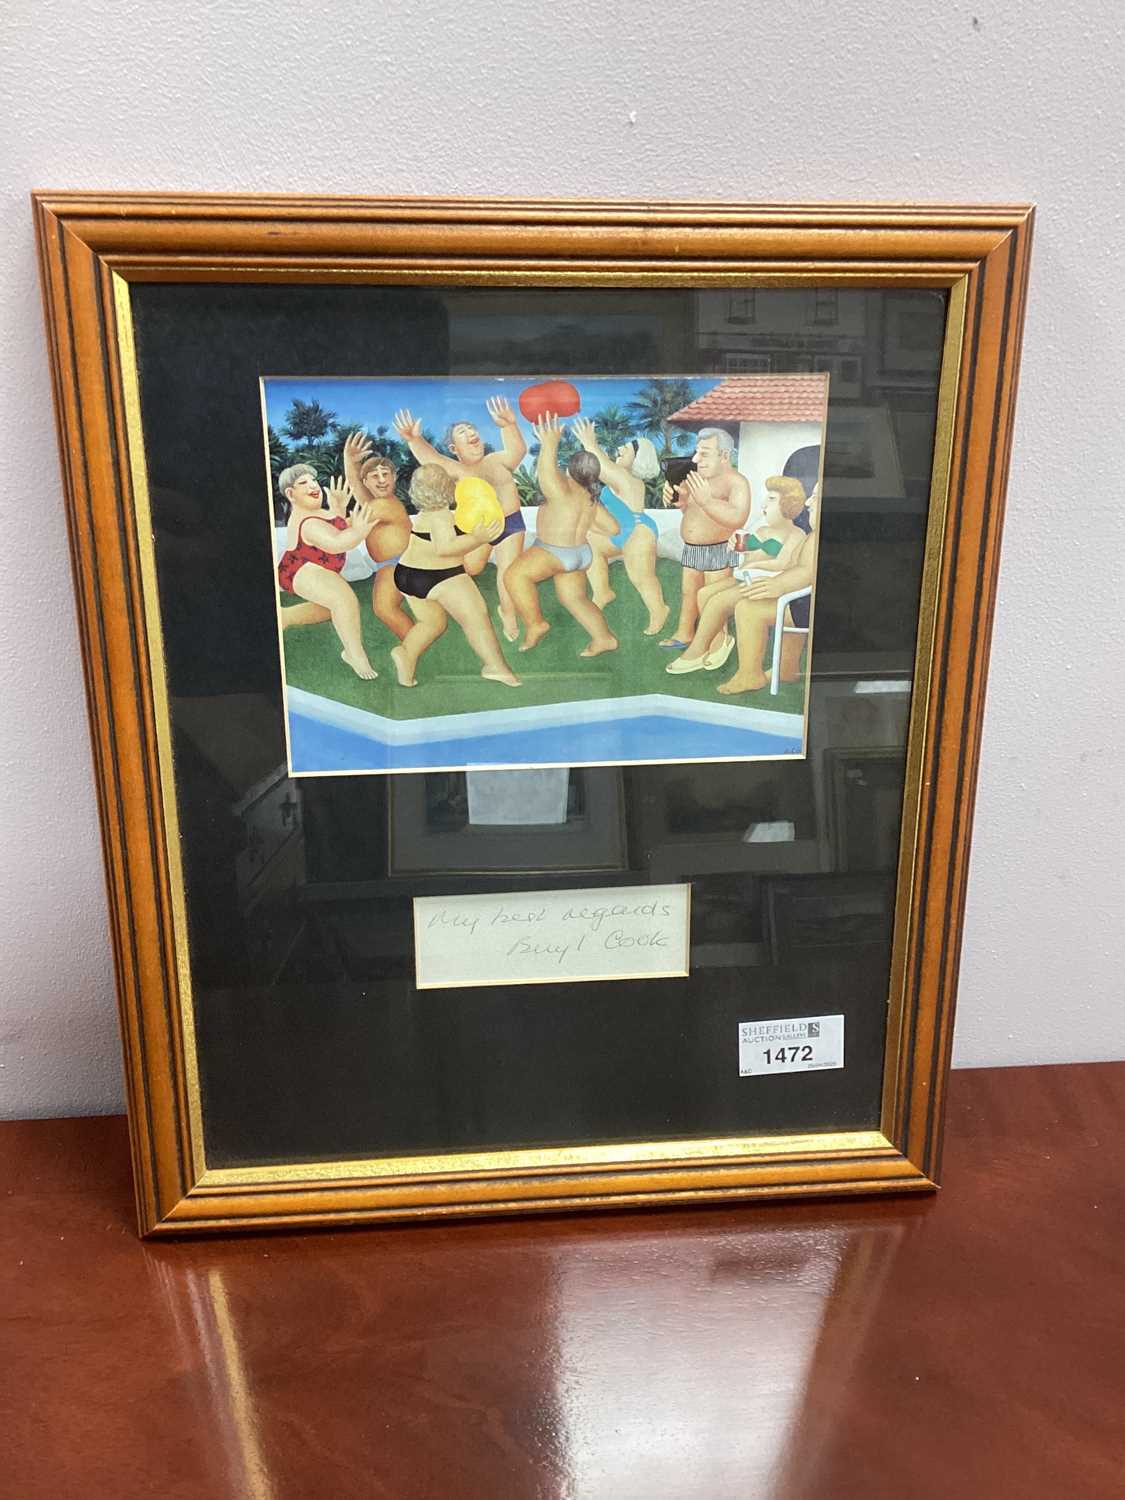 My best regards
Beryl Cook
SHEFFIELD S
AUCTION GALLERY
1472
A&C